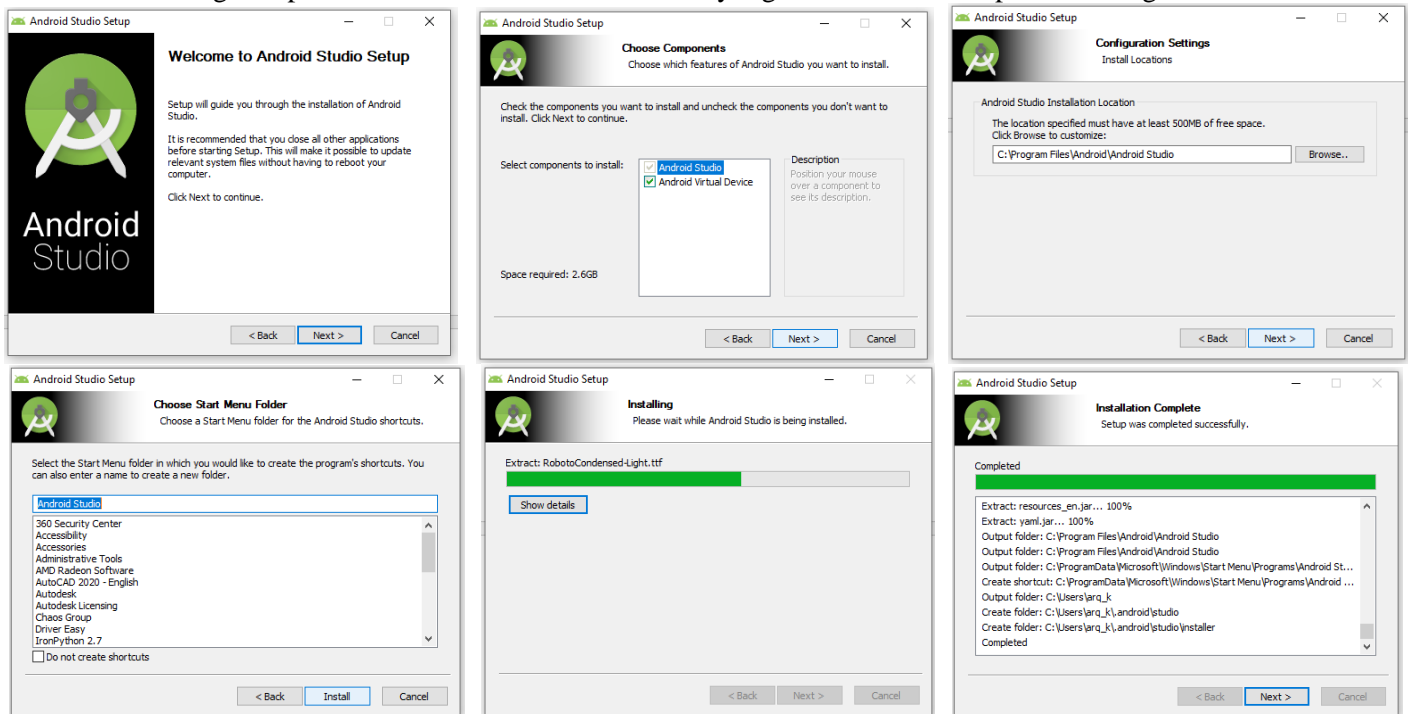 Android Studio Setup
Welcome to Android Studio Setup
Setup will guide you through the installation of Android
Studio.
It is recommended that you close all other applications
before starting Setup. This will make it possible to update
relevant system files without having to reboot your
computer.
Click Next to continue.
Android
Studio
< Back Next > Cancel
Android Studio Setup
Choose Components
Choose which features of Android Studio you want to install.
Check the components you want to install and uncheck the components you don't want to
install. Click Next to continue.
Select components to install:
Android Studio
Android Virtual Device
Description
Position your mouse
over a component to
see its description.
Space required: 2.6GB
< Back Next > Cancel
Android Studio Setup
Configuration Settings
Install Locations
Android Studio Installation Location
The location specified must have at least 500MB of free space.
Click Browse to customize:
C:\Program Files\Android\Android Studio Browse..
< Back Next > Cancel
Android Studio Setup
Choose Start Menu Folder
Choose a Start Menu folder for the Android Studio shortcuts.
Select the Start Menu folder in which you would like to create the program's shortcuts. You
can also enter a name to create a new folder.
Android Studio
360 Security Center
Accessibility
Accessories
Administrative Tools
AMD Radeon Software
AutoCAD 2020 - English
Autodesk
Autodesk Licensing
Chaos Group
Driver Easy
IronPython 2.7
Do not create shortcuts
< Back Install Cancel
Android Studio Setup
Installing
Please wait while Android Studio is being installed.
Extract: RobotoCondensed-Light.ttf
Show details
< Back Next > Cancel
Android Studio Setup
Installation Complete
Setup was completed successfully.
Completed
Extract: resources_en.jar... 100%
Extract: yaml.jar... 100%
Output folder: C:\Program Files\Android\Android Studio
Output folder: C:\Program Files\Android\Android Studio
Output folder: C:\ProgramData\Microsoft\Windows\Start Menu\Programs\Android St...
Create shortcut: C:\ProgramData\Microsoft\Windows\Start Menu\Programs\Android ...
Output folder: C:\Users\arq_k
Create folder: C:\Users\arq_k\.android\studio
Create folder: C:\Users\arq_k\.android\studio\installer
Completed
< Back Next > Cancel